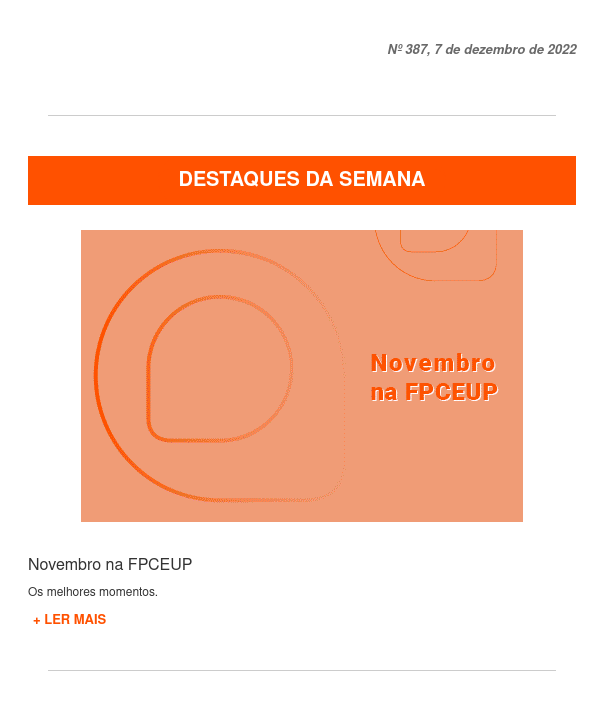 Nº 387, 7 de dezembro de 2022
DESTAQUES DA SEMANA
Novembro
na FPCEUP
Novembro na FPCEUP
Os melhores momentos.
+ LER MAIS